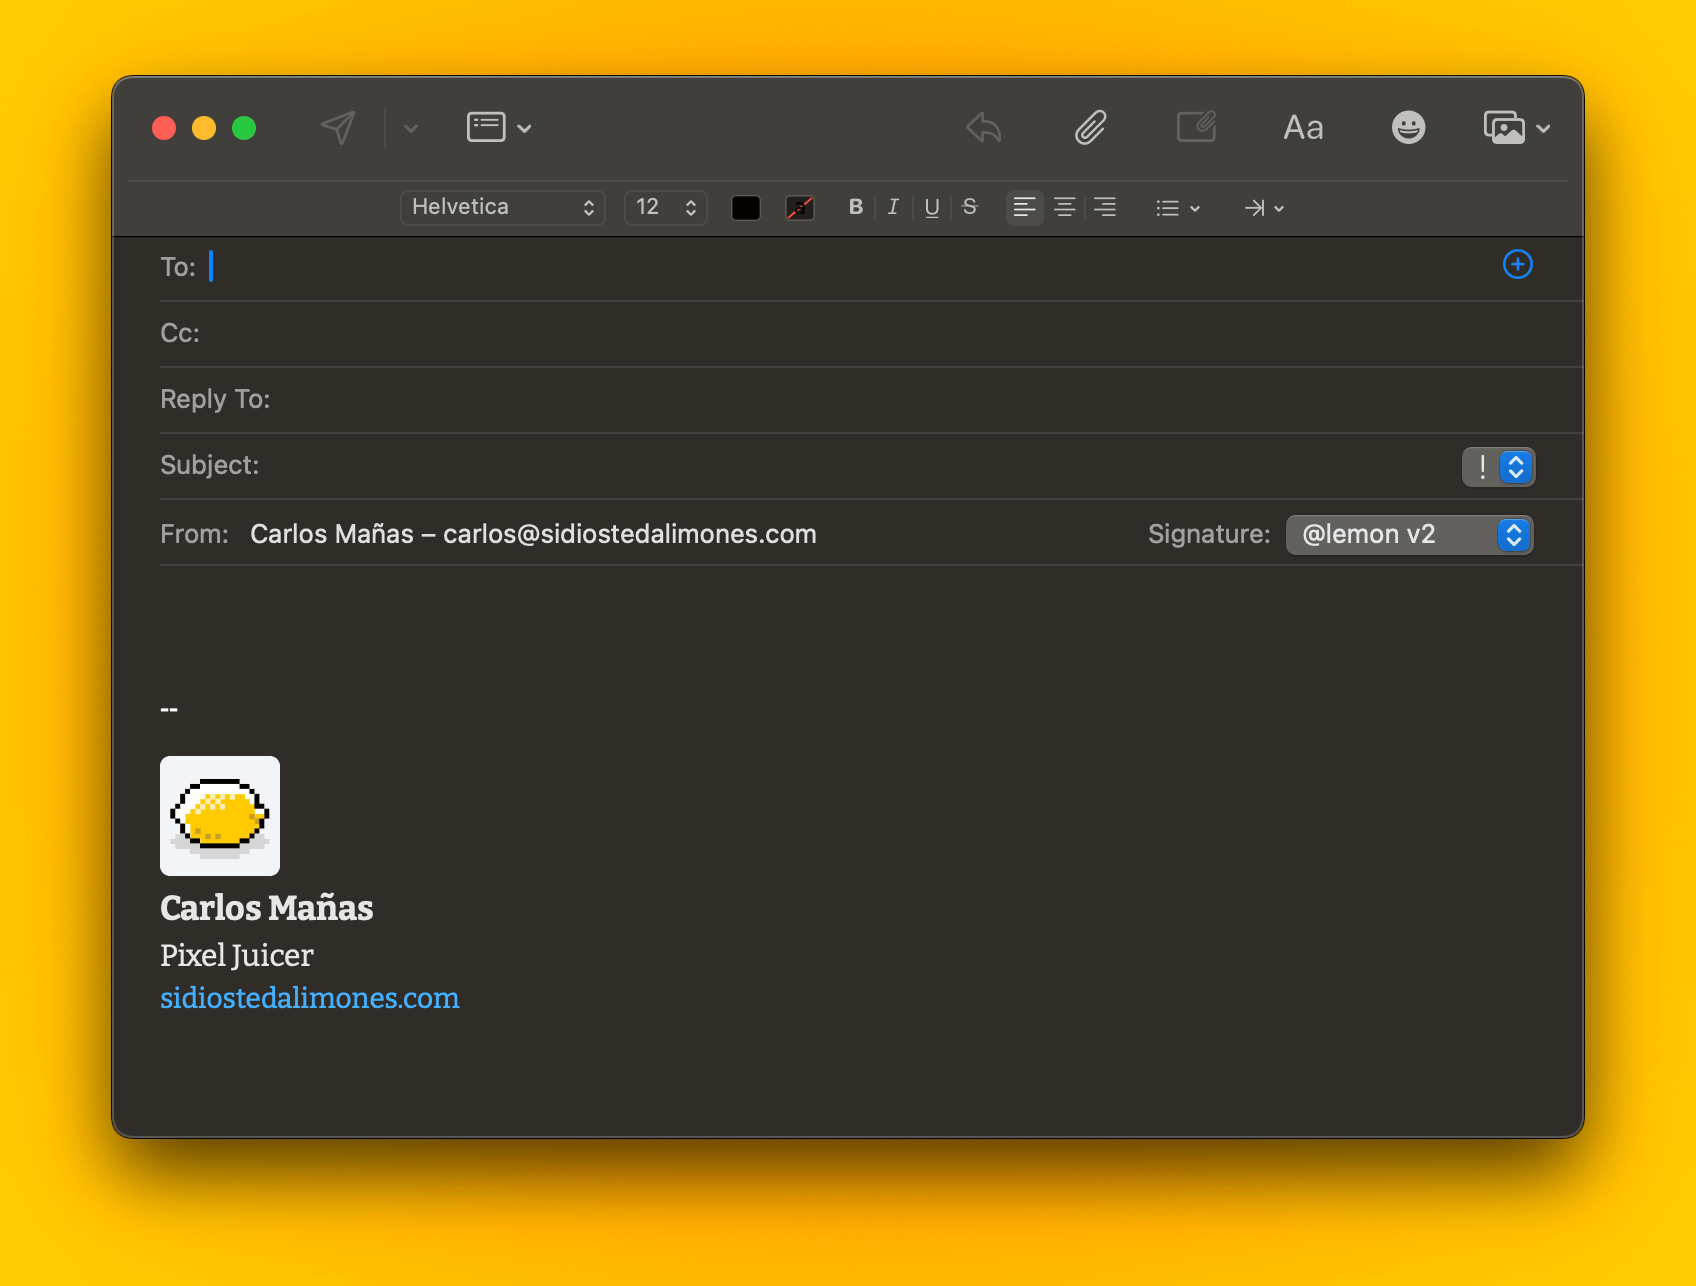 Aa
Helvetica 12 a B I U S
To:
Cc:
Reply To:
Subject: !
From: Carlos Mañas – carlos@sidiostedalimones.com Signature: @lemon v2
--
Carlos Mañas
Pixel Juicer
sidiostedalimones.com